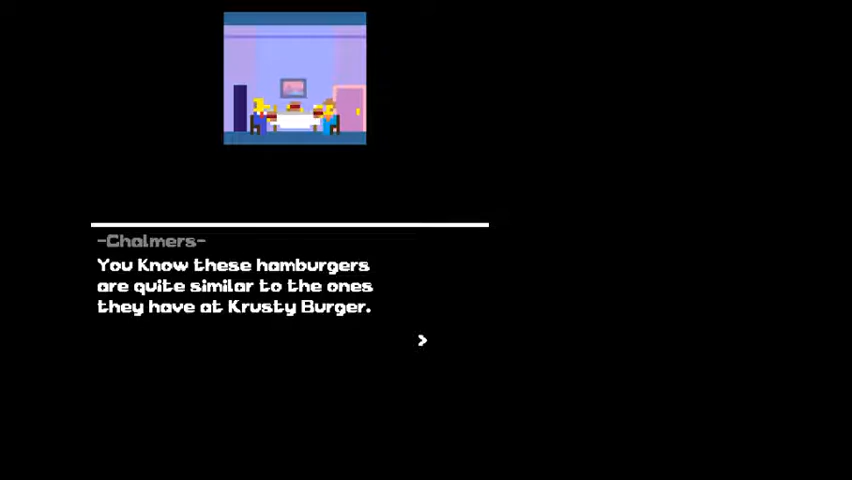 -Chalmers-
You Know these hamburgers
are quite similar to the ones
they have at Krusty Burger.
>